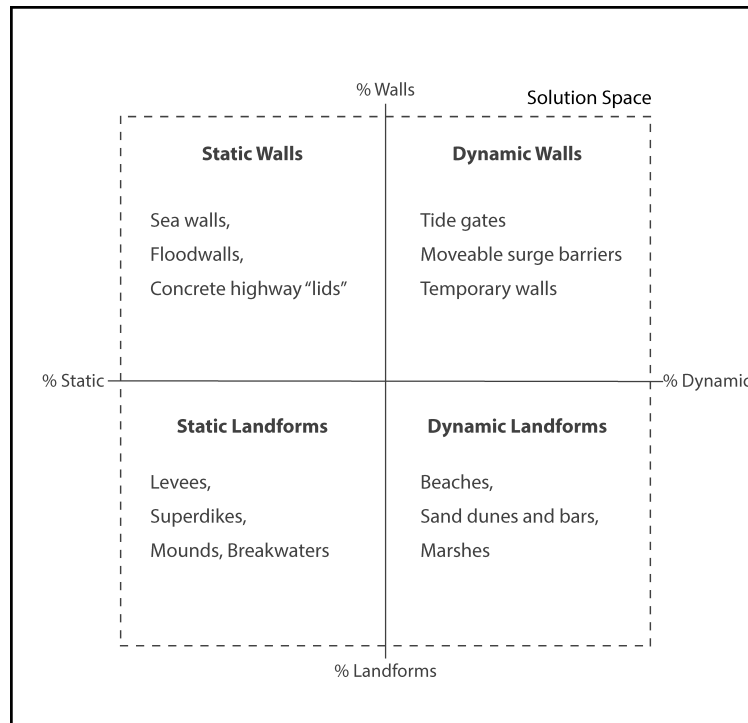 % Walls
Solution Space
Static Walls
Sea walls,
Floodwalls,
Concrete highway “lids”
Dynamic Walls
Tide gates
Moveable surge barriers
Temporary walls
% Static
% Dynamic
Static Landforms
Levees,
Superdikes,
Mounds, Breakwaters
Dynamic Landforms
Beaches,
Sand dunes and bars,
Marshes
% Landforms